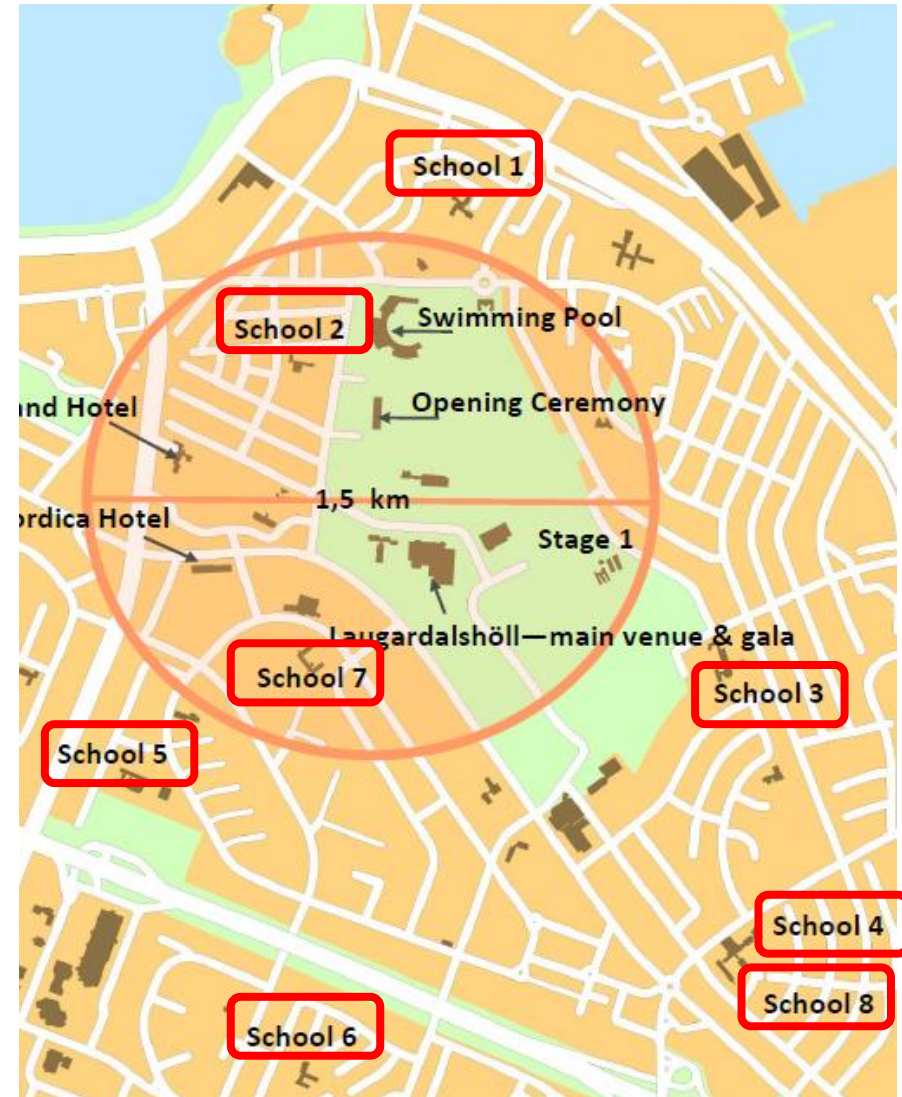 School 1
School 2
Swimming Pool
and Hotel
Opening Ceremony
1,5 km
ordica Hotel
Stage 1
Laugardalshöll—main venue & gala
School 7
School 3
School 5
School 4
School 8
School 6